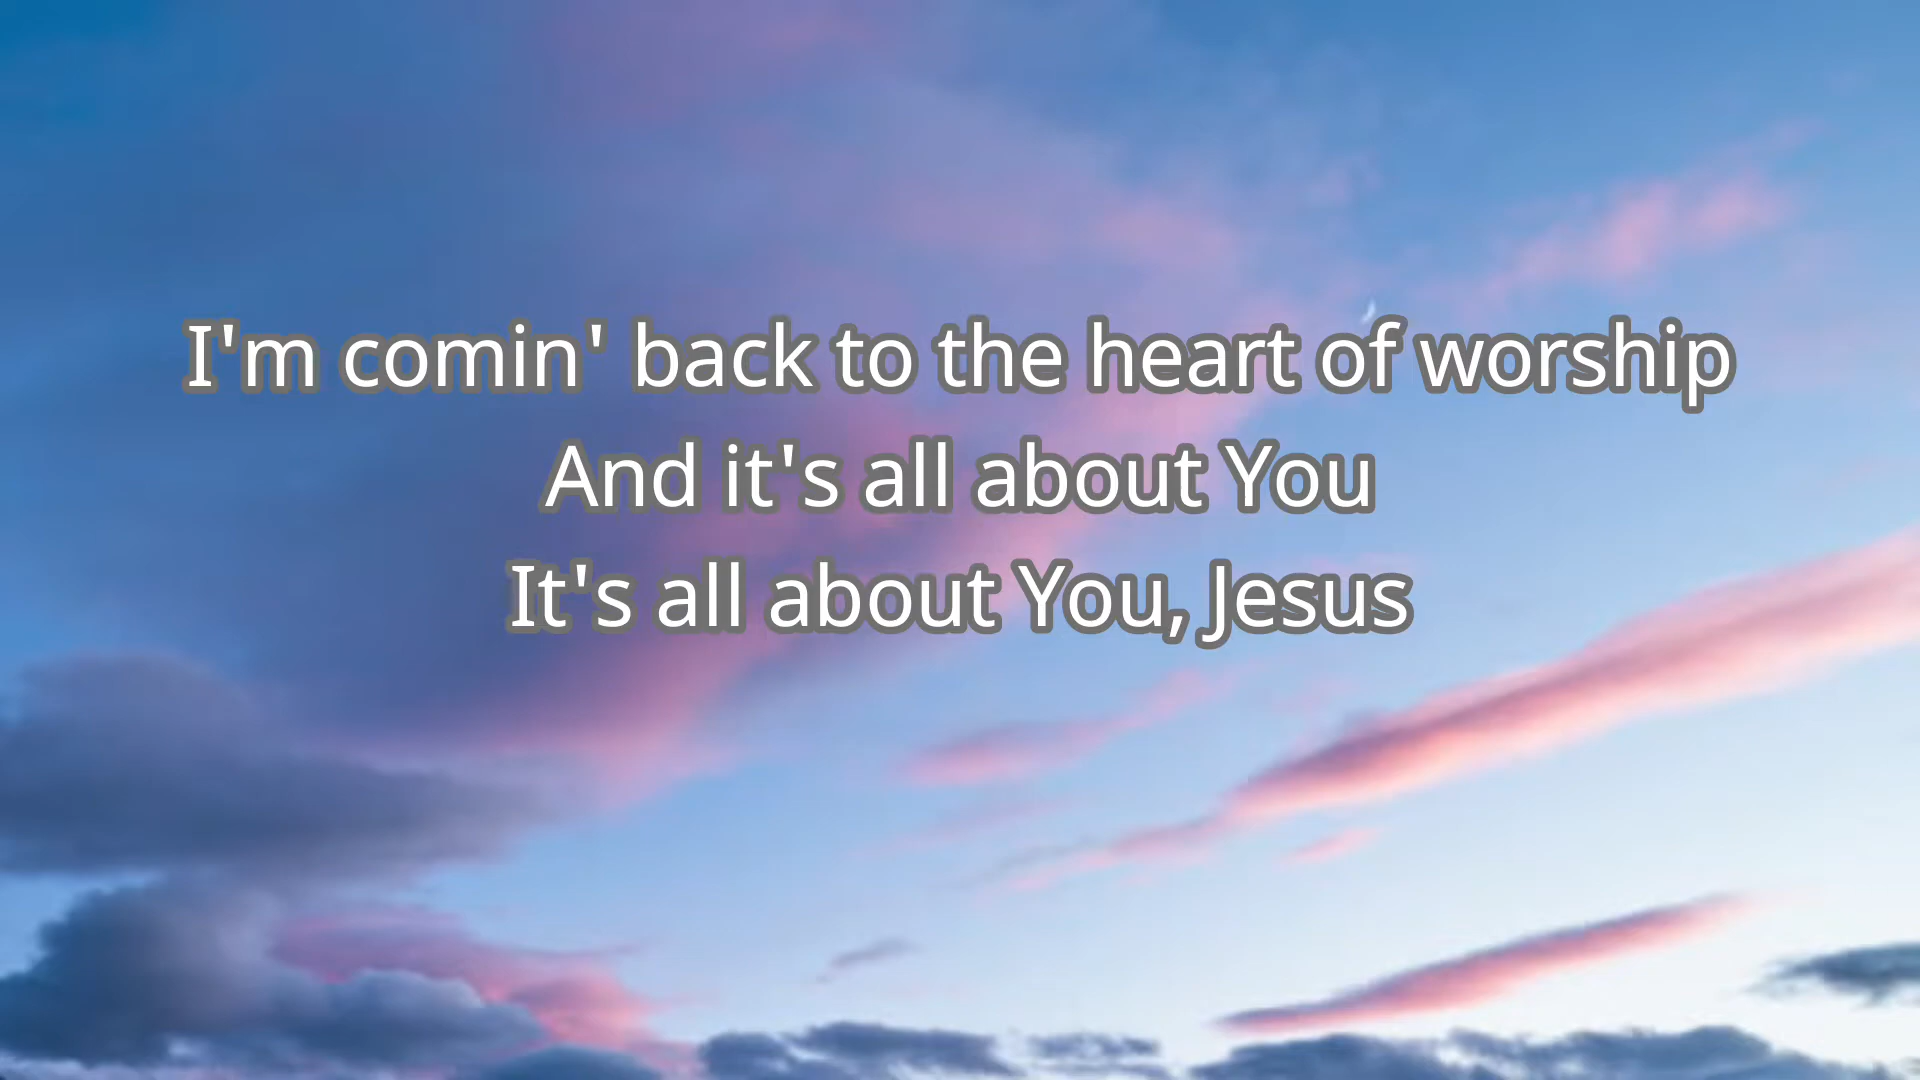 I'm comin' back to the heart of worship
And it's all about You
It's all about You, Jesus